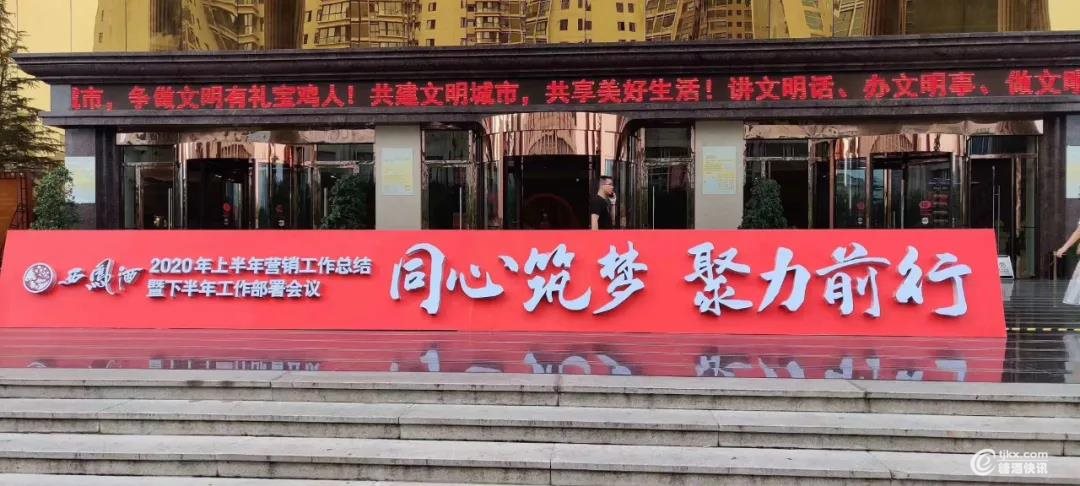 市，争做文明有礼宝鸡人！共建文明城市，共享美好生活！讲文明话、办文明事、做文明
西鳳酒
2020年上半年营销工作总结
暨下半年工作部署会议
同心筑梦 聚力前行
tjkx.com
糖酒快讯